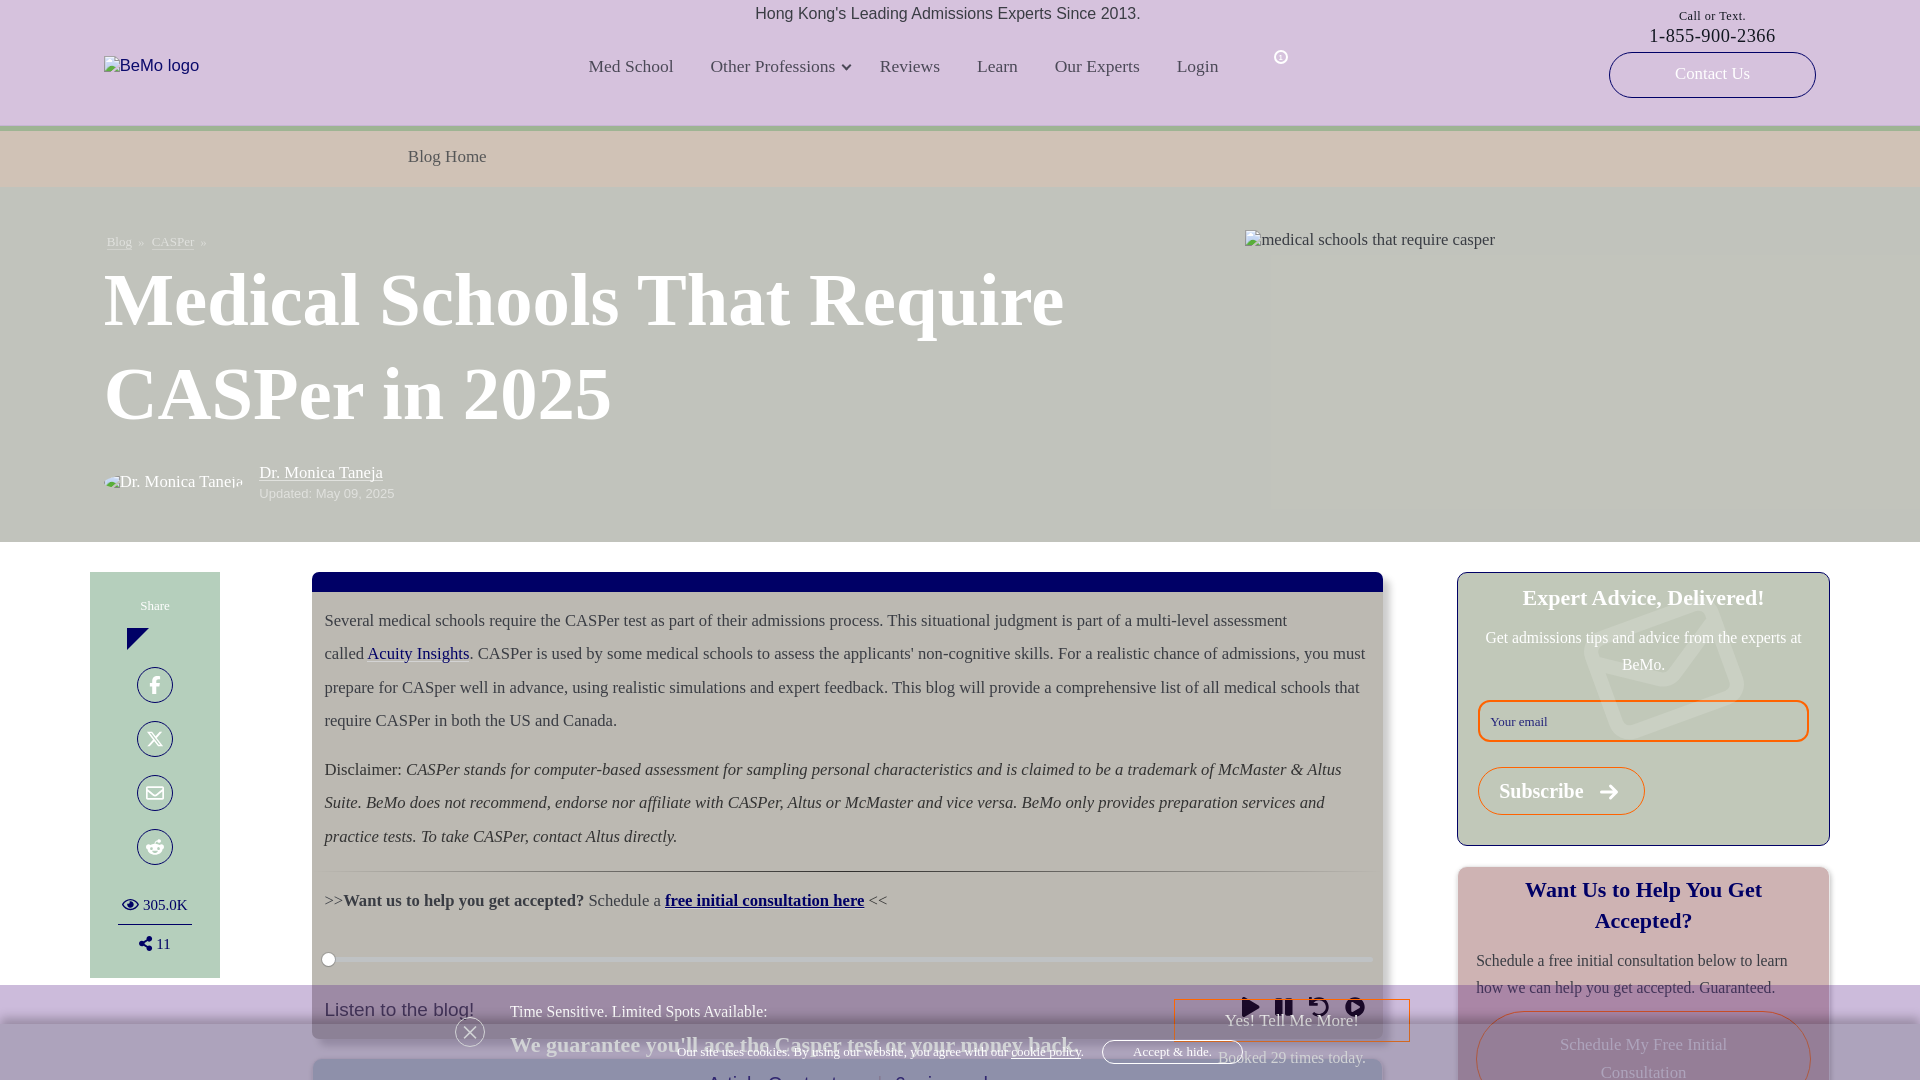 Hong Kong's Leading Admissions Experts Since 2013.
Call or Text.
1-855-900-2366
Contact Us
BeMo logo
Med School
Other Professions
Reviews
Learn
Our Experts
Login
1
Blog Home
Blog » CASPer »
Medical Schools That Require
CASPer in 2025
medical schools that require casper
Dr. Monica Taneja
Dr. Monica Taneja
Updated: May 09, 2025
Share
305.0K
11
Several medical schools require the CASPer test as part of their admissions process. This situational judgment is part of a multi-level assessment
called Acuity Insights. CASPer is used by some medical schools to assess the applicants' non-cognitive skills. For a realistic chance of admissions, you must
prepare for CASper well in advance, using realistic simulations and expert feedback. This blog will provide a comprehensive list of all medical schools that
require CASPer in both the US and Canada.
Disclaimer: CASPer stands for computer-based assessment for sampling personal characteristics and is claimed to be a trademark of McMaster & Altus
Suite. BeMo does not recommend, endorse nor affiliate with CASPer, Altus or McMaster and vice versa. BeMo only provides preparation services and
practice tests. To take CASPer, contact Altus directly.
>>Want us to help you get accepted? Schedule a free initial consultation here <<
Listen to the blog!
Expert Advice, Delivered!
Get admissions tips and advice from the experts at
BeMo.
Your email
Subscribe
Want Us to Help You Get
Accepted?
Schedule a free initial consultation below to learn
how we can help you get accepted. Guaranteed.
Schedule My Free Initial
Consultation
Time Sensitive. Limited Spots Available:
We guarantee you'll ace the Casper test or your money back.
Yes! Tell Me More!
Booked 29 times today.
Our site uses cookies. By using our website, you agree with our cookie policy.
Accept & hide.